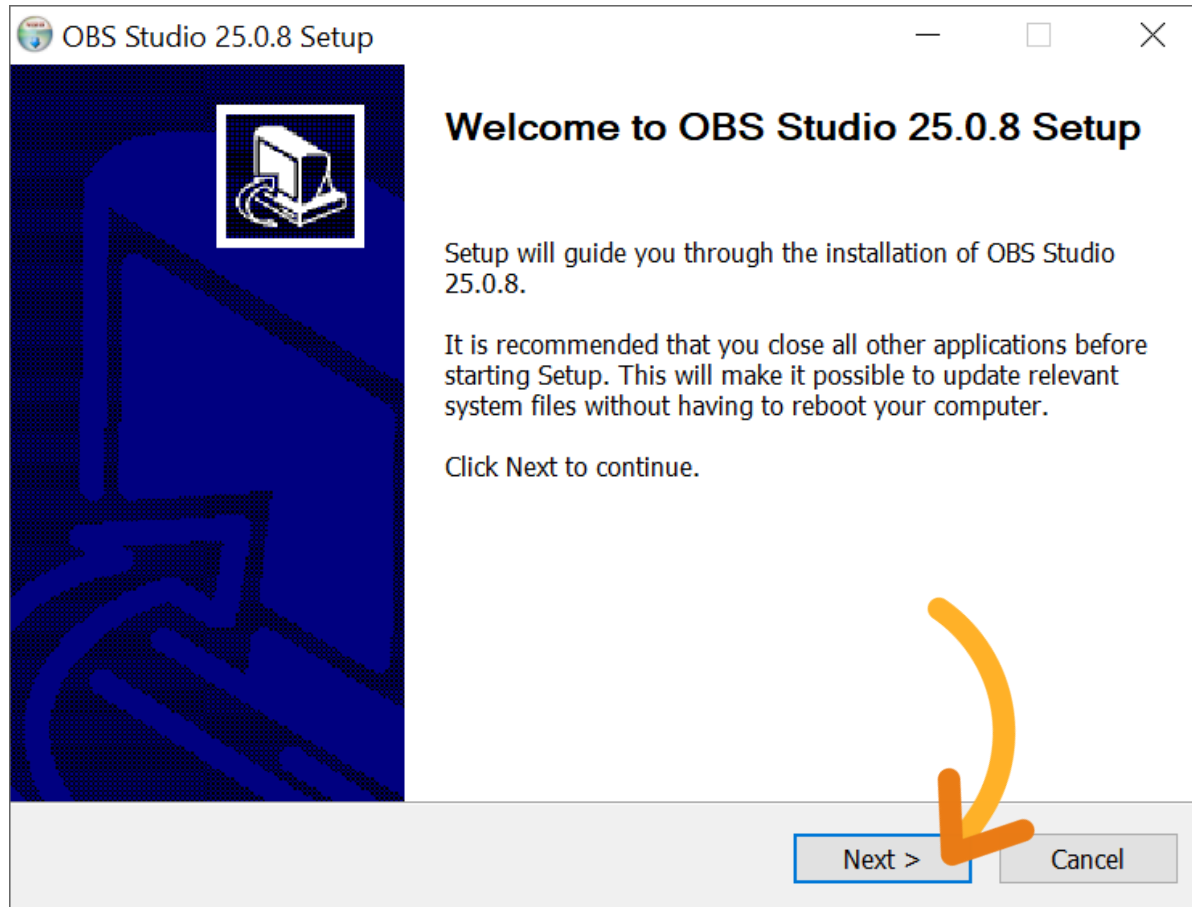 OBS Studio 25.0.8 Setup
Welcome to OBS Studio 25.0.8 Setup
Setup will guide you through the installation of OBS Studio
25.0.8.
It is recommended that you close all other applications before
starting Setup. This will make it possible to update relevant
system files without having to reboot your computer.
Click Next to continue.
Next >
Cancel